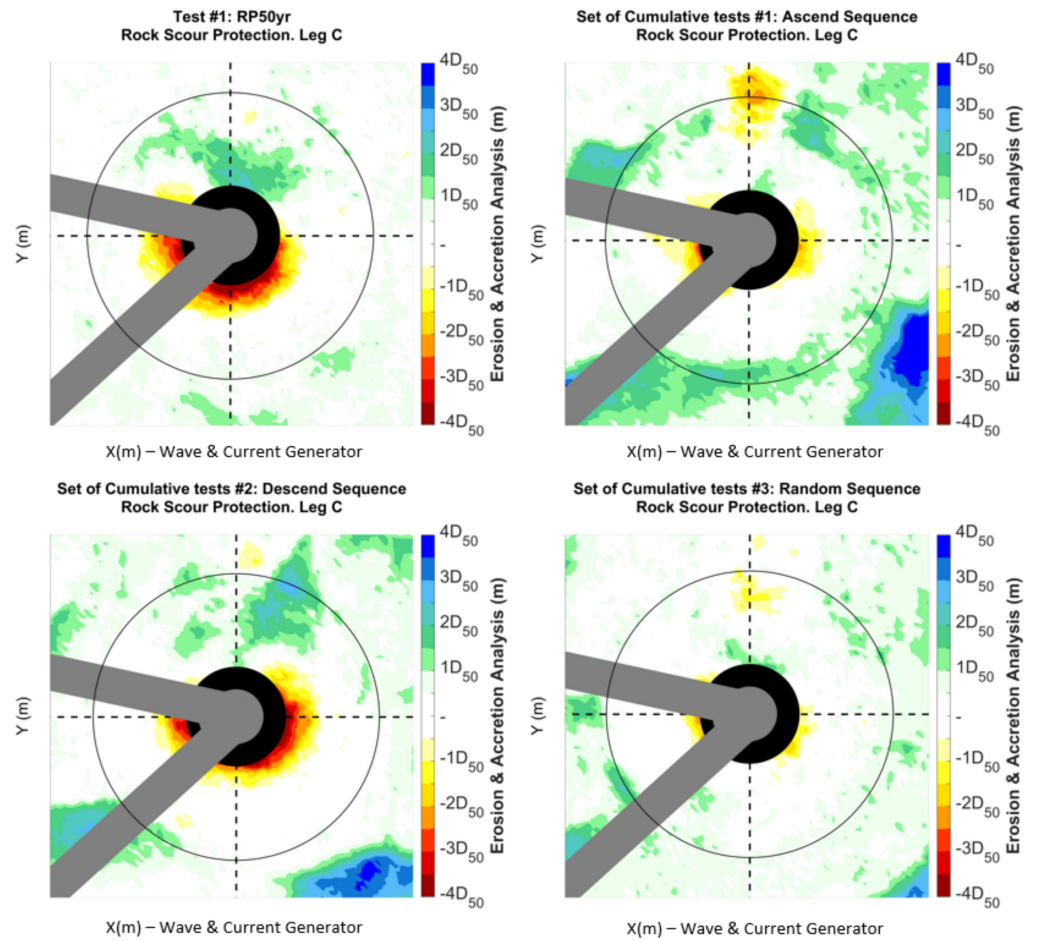 Test #1: RP50yr
Rock Scour Protection. Leg C
4D50
3D50
2D50
1D50
-
-1D50
-2D50
-3D50
-4D50
Erosion & Accretion Analysis (m)
Y (m)
X(m) – Wave & Current Generator
Set of Cumulative tests #1: Ascend Sequence
Rock Scour Protection. Leg C
4D50
3D50
2D50
1D50
-
-1D50
-2D50
-3D50
-4D50
Erosion & Accretion Analysis (m)
Y (m)
X(m) – Wave & Current Generator
Set of Cumulative tests #2: Descend Sequence
Rock Scour Protection. Leg C
4D50
3D50
2D50
1D50
-
-1D50
-2D50
-3D50
-4D50
Erosion & Accretion Analysis (m)
Y (m)
X(m) – Wave & Current Generator
Set of Cumulative tests #3: Random Sequence
Rock Scour Protection. Leg C
4D50
3D50
2D50
1D50
-
-1D50
-2D50
-3D50
-4D50
Erosion & Accretion Analysis (m)
Y (m)
X(m) – Wave & Current Generator